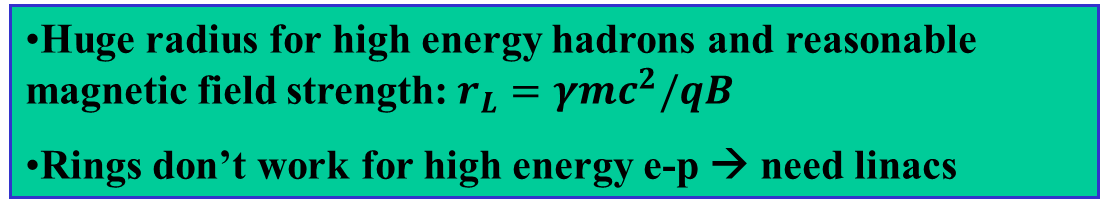 •Huge radius for high energy hadrons and reasonable
magnetic field strength: r_L = γmc²/qB
•Rings don’t work for high energy e-p → need linacs